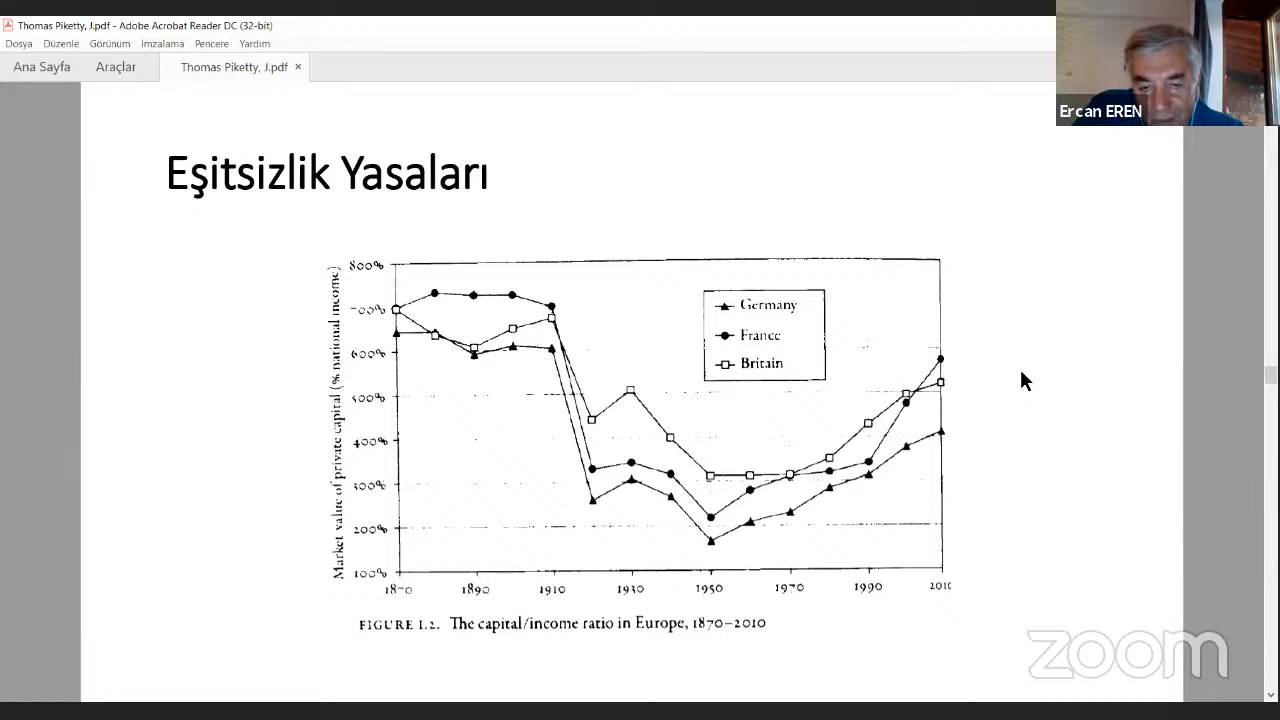 Thomas Piketty, J.pdf - Adobe Acrobat Reader DC (32-bit)
Dosya Düzenle Görünüm İmzalama Pencere Yardım
Ana Sayfa Araçlar Thomas Piketty, J.pdf ×
Ercan EREN
Eşitsizlik Yasaları
Market value of private capital (% national income)
800%
700%
600%
500%
400%
300%
200%
100%
Germany
France
Britain
1870 1890 1910 1930 1950 1970 1990 2010
FIGURE I.2. The capital/income ratio in Europe, 1870–2010
zoom